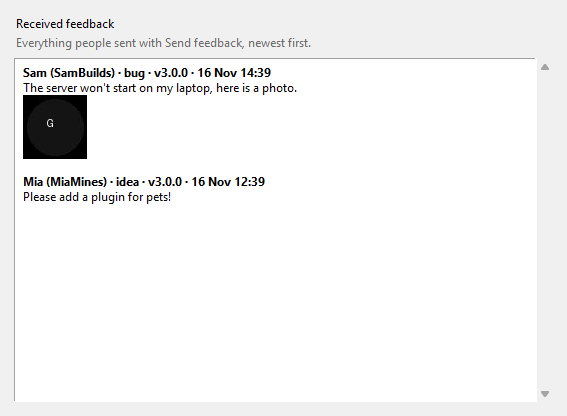 Received feedback
Everything people sent with Send feedback, newest first.
Sam (SamBuilds) · bug · v3.0.0 · 16 Nov 14:39
The server won't start on my laptop, here is a photo.
G
Mia (MiaMines) · idea · v3.0.0 · 16 Nov 12:39
Please add a plugin for pets!